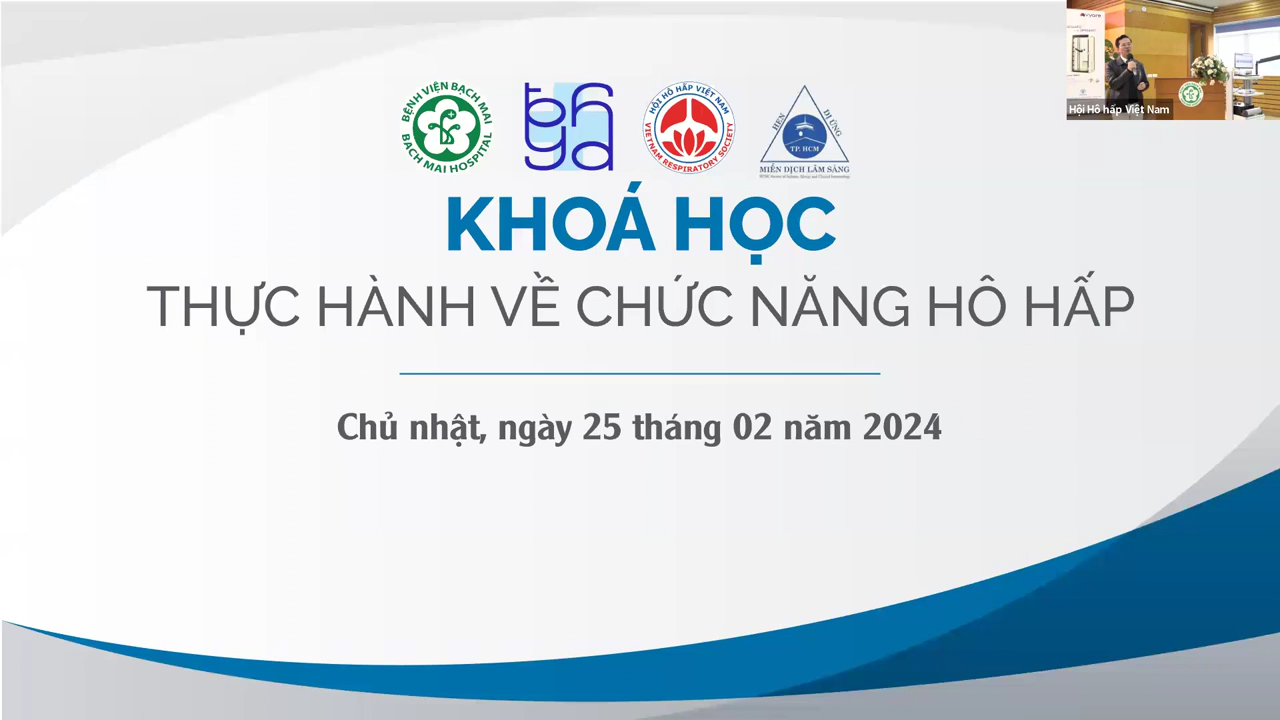 BỆNH VIỆN BẠCH MAI
BACH MAI HOSPITAL
HỘI HÔ HẤP VIỆT NAM
VIETNAM RESPIRATORY SOCIETY
HEN
DỊ ỨNG
TP. HCM
MIỄN DỊCH LÂM SÀNG
Hội Hô hấp Việt Nam
KHOÁ HỌC
THỰC HÀNH VỀ CHỨC NĂNG HÔ HẤP
Chủ nhật, ngày 25 tháng 02 năm 2024